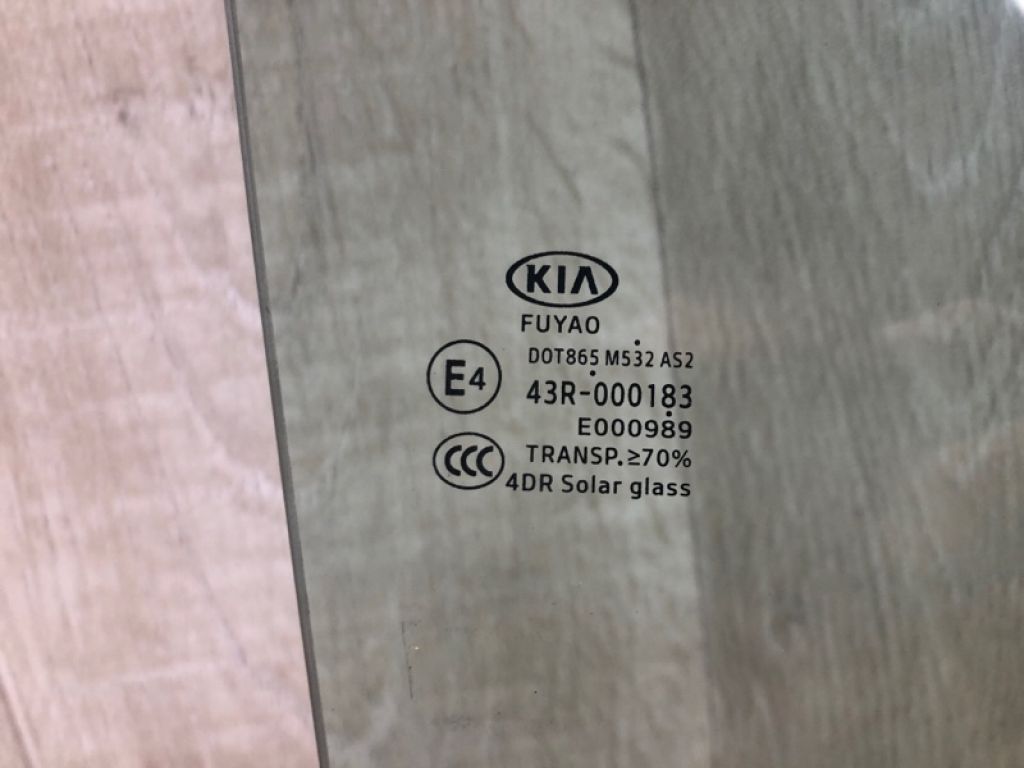 KIA
FUYAO
DOT865 M532 AS2
E4
43R-000183
E000989
CCC
TRANSP.≥70%
4DR Solar glass